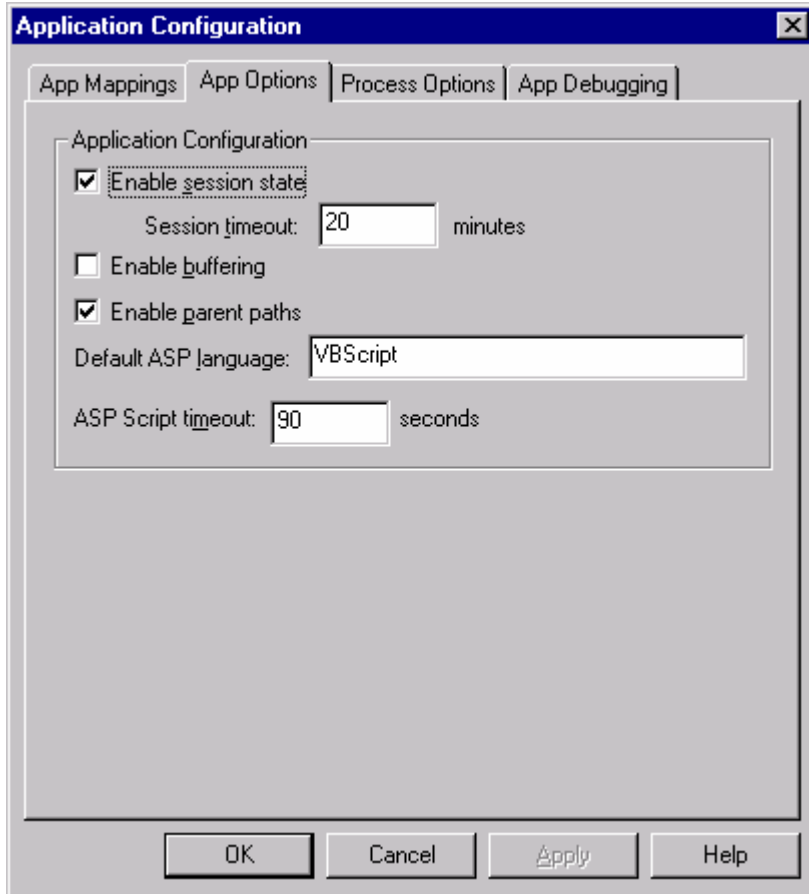 Application Configuration
App Mappings App Options Process Options App Debugging
Application Configuration
Enable session state
Session timeout: 20 minutes
Enable buffering
Enable parent paths
Default ASP language: VBScript
ASP Script timeout: 90 seconds
OK Cancel Apply Help